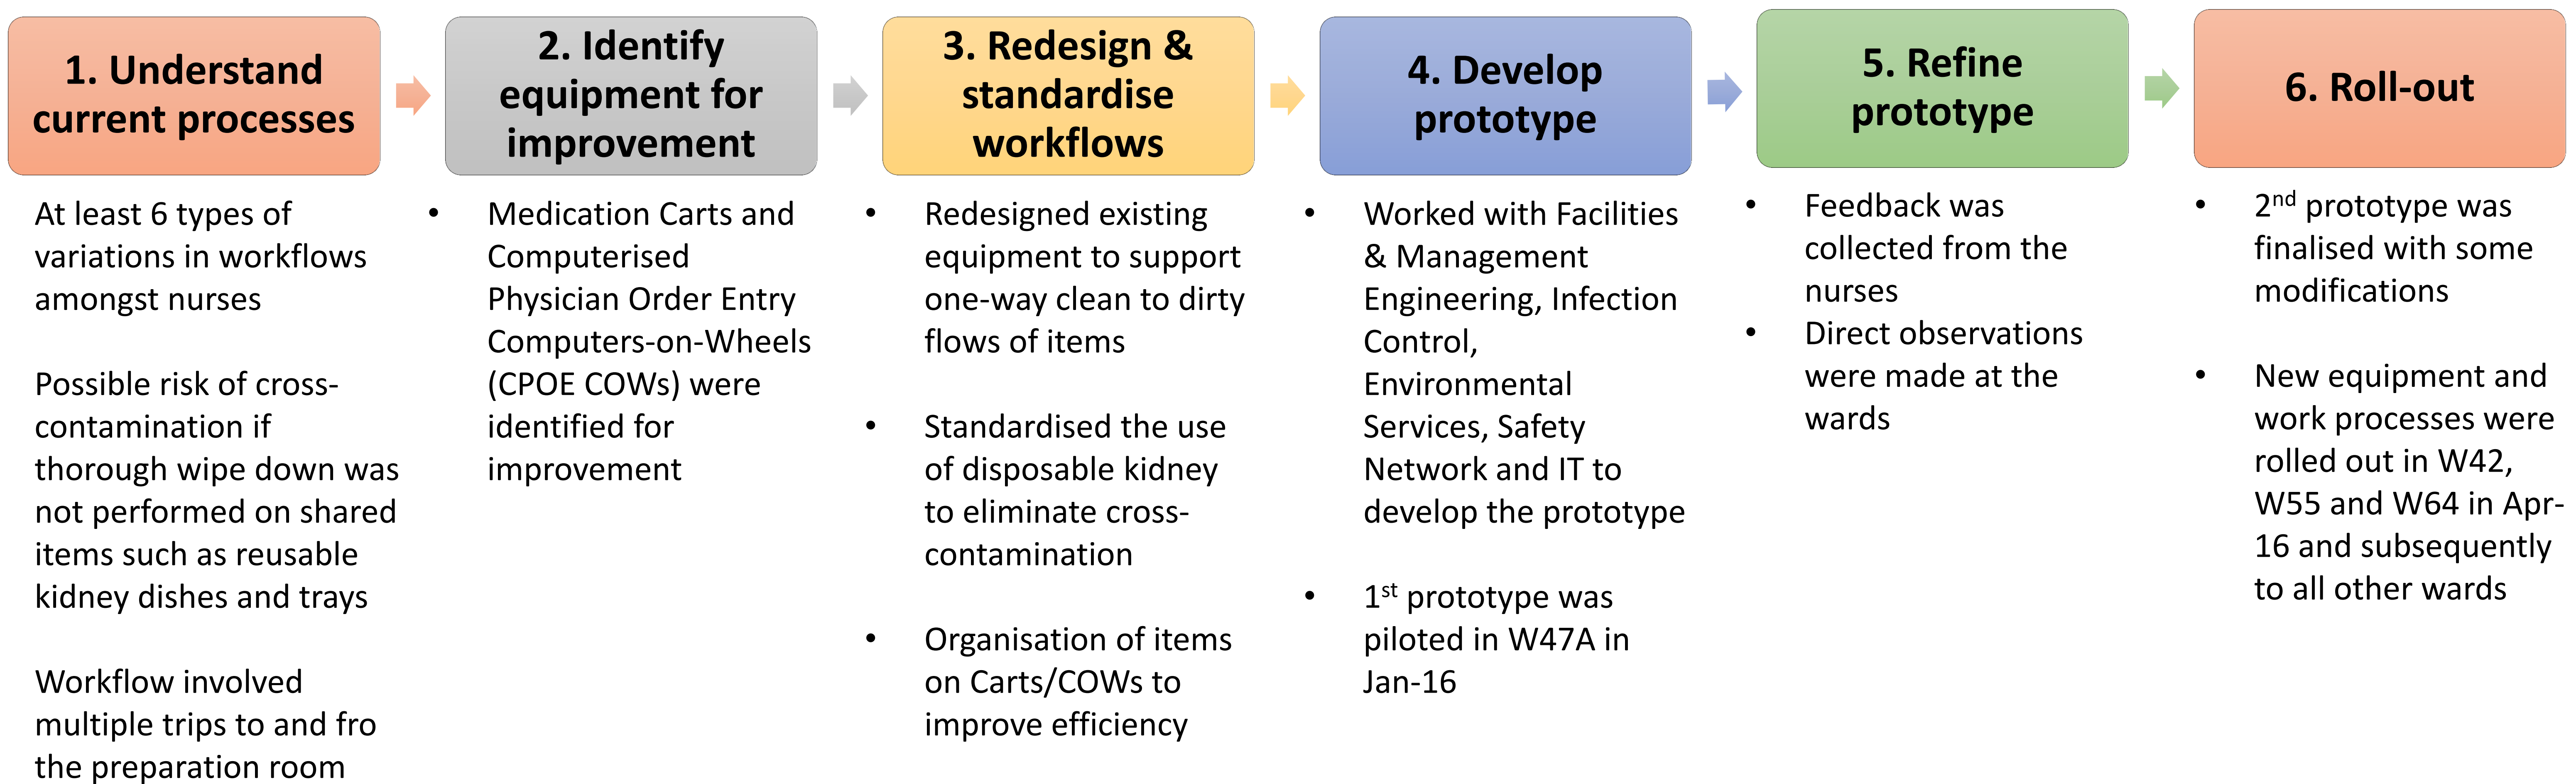 1. Understand
current processes
At least 6 types of
variations in workflows
amongst nurses
Possible risk of cross-
contamination if
thorough wipe down was
not performed on shared
items such as reusable
kidney dishes and trays
Workflow involved
multiple trips to and fro
the preparation room
2. Identify
equipment for
improvement
• Medication Carts and
Computerised
Physician Order Entry
Computers-on-Wheels
(CPOE COWs) were
identified for
improvement
3. Redesign &
standardise
workflows
• Redesigned existing
equipment to support
one-way clean to dirty
flows of items
• Standardised the use
of disposable kidney
to eliminate cross-
contamination
• Organisation of items
on Carts/COWs to
improve efficiency
4. Develop
prototype
• Worked with Facilities
& Management
Engineering, Infection
Control,
Environmental
Services, Safety
Network and IT to
develop the prototype
• 1st prototype was
piloted in W47A in
Jan-16
5. Refine
prototype
• Feedback was
collected from the
nurses
• Direct observations
were made at the
wards
6. Roll-out
• 2nd prototype was
finalised with some
modifications
• New equipment and
work processes were
rolled out in W42,
W55 and W64 in Apr-
16 and subsequently
to all other wards